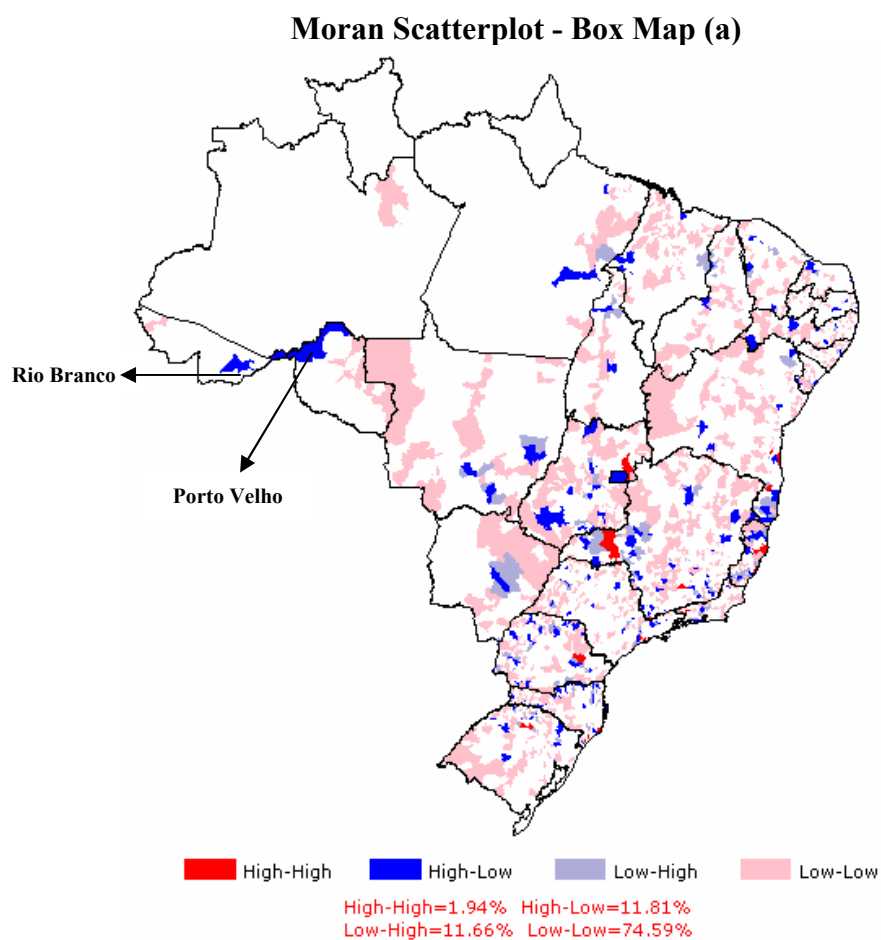 Moran Scatterplot - Box Map (a)
Rio Branco
Porto Velho
High-High High-Low Low-High Low-Low
High-High=1.94% High-Low=11.81%
Low-High=11.66% Low-Low=74.59%